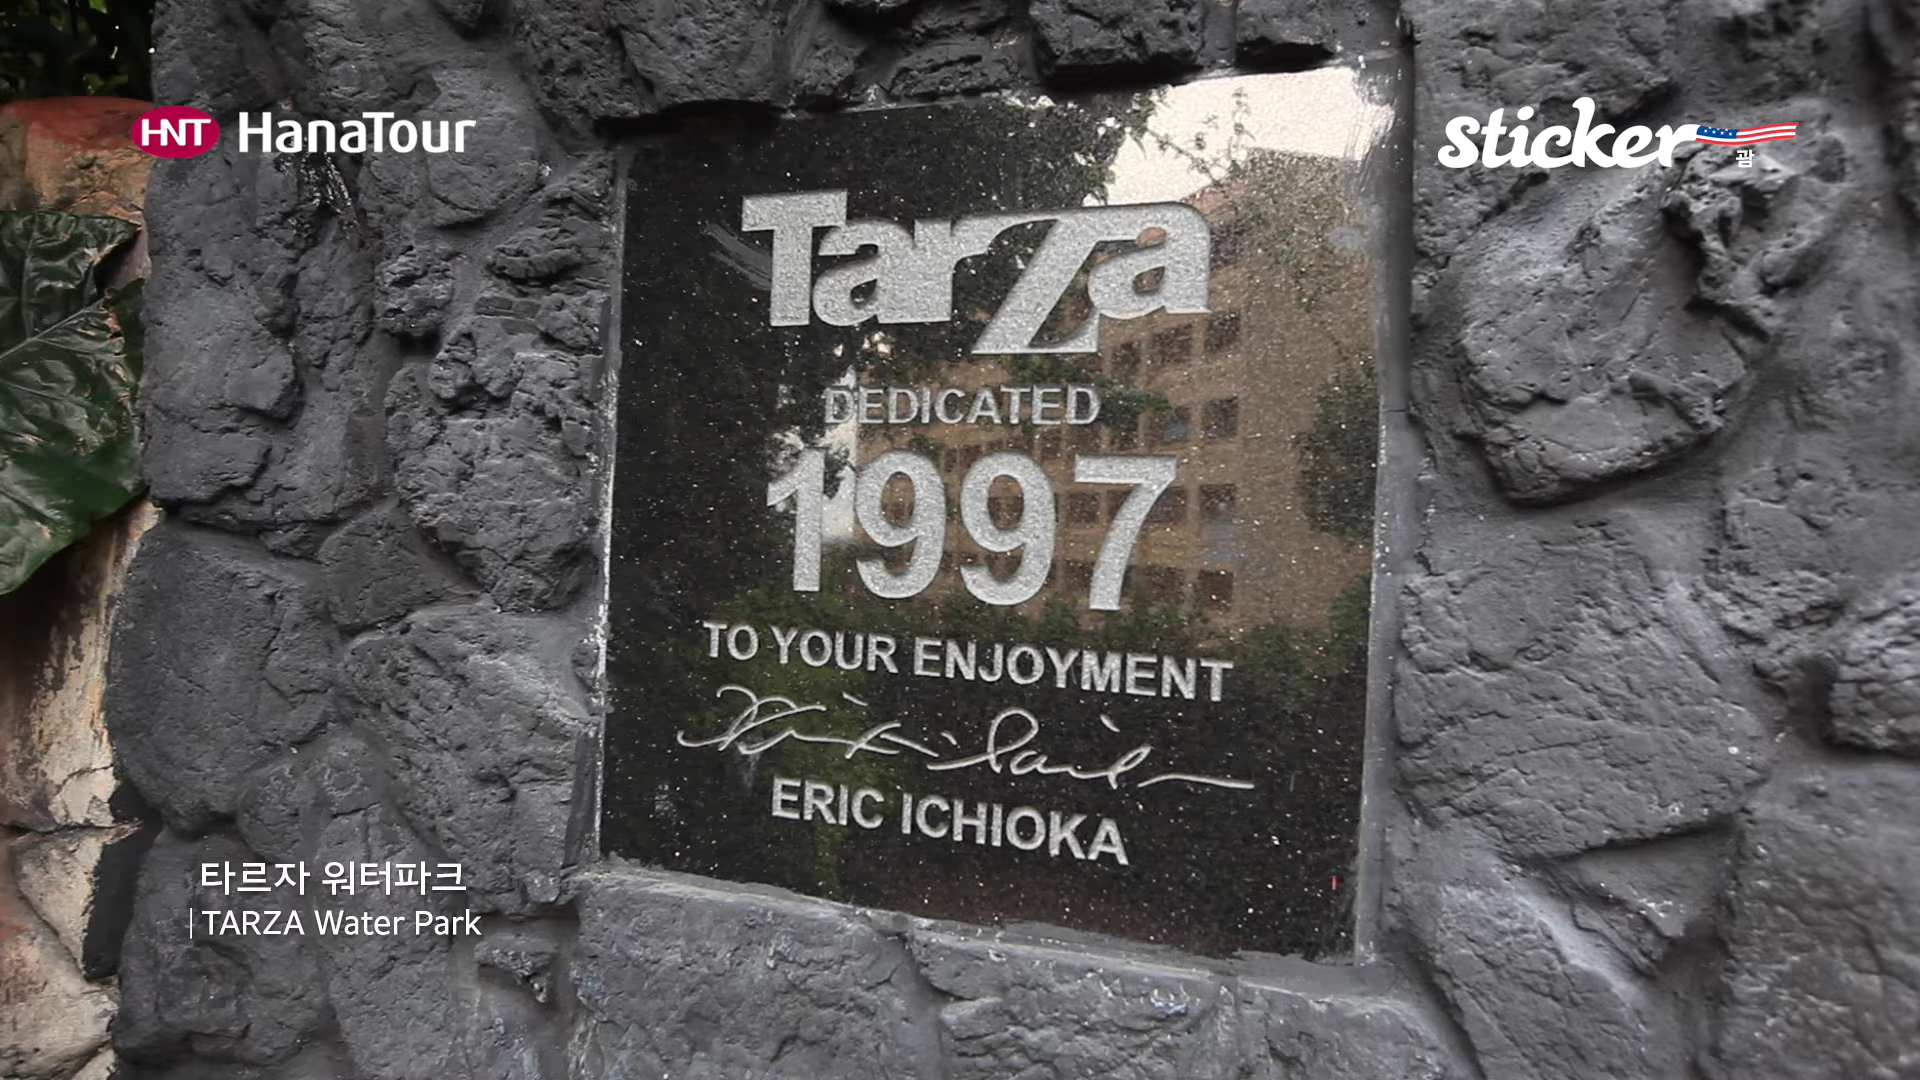 HNT HanaTour
sticker
괌
Tarza
DEDICATED
1997
TO YOUR ENJOYMENT
ERIC ICHIOKA
타르자 워터파크
TARZA Water Park